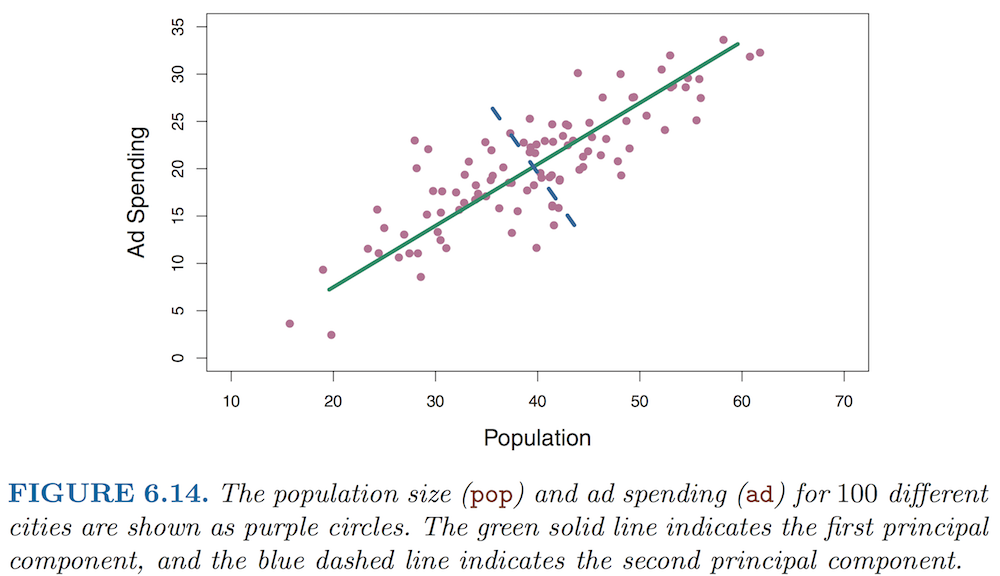 35
30
25
20
15
10
5
0
Ad Spending
10 20 30 40 50 60 70
Population
FIGURE 6.14. The population size (pop) and ad spending (ad) for 100 different
cities are shown as purple circles. The green solid line indicates the first principal
component, and the blue dashed line indicates the second principal component.